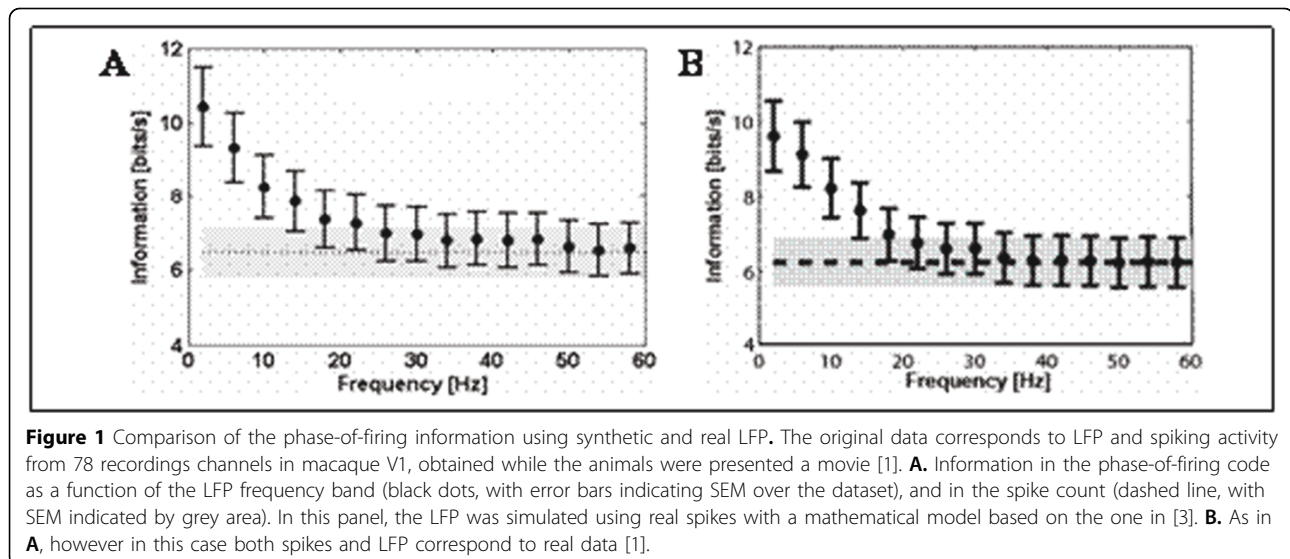 A
B
12
10
8
6
4
0
10
20
30
40
50
60
Information [bits/s]
Frequency [Hz]
12
10
8
6
4
0
10
20
30
40
50
60
Information [bits/s]
Frequency [Hz]
Figure 1 Comparison of the phase-of-firing information using synthetic and real LFP. The original data corresponds to LFP and spiking activity
from 78 recordings channels in macaque V1, obtained while the animals were presented a movie [1]. A. Information in the phase-of-firing code
as a function of the LFP frequency band (black dots, with error bars indicating SEM over the dataset), and in the spike count (dashed line, with
SEM indicated by grey area). In this panel, the LFP was simulated using real spikes with a mathematical model based on the one in [3]. B. As in
A, however in this case both spikes and LFP correspond to real data [1].